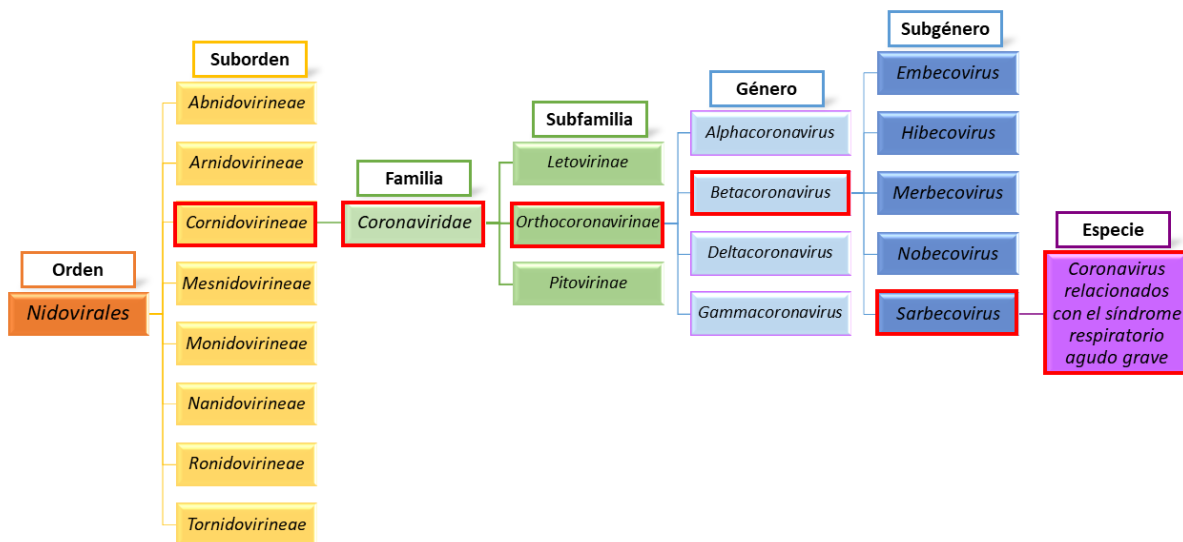 Suborden
Abnidovirineae
Arnidovirineae
Cornidovirineae
Mesnidovirineae
Monidovirineae
Nanidovirineae
Ronidovirineae
Tornidovirineae
Orden
Nidovirales
Familia
Coronaviridae
Subfamilia
Letovirinae
Orthocoronavirinae
Pitovirinae
Género
Alphacoronavirus
Betacoronavirus
Deltacoronavirus
Gammacoronavirus
Subgénero
Embecovirus
Hibecovirus
Merbecovirus
Nobecovirus
Sarbecovirus
Especie
Coronavirus
relacionados
con el síndrome
respiratorio
agudo grave